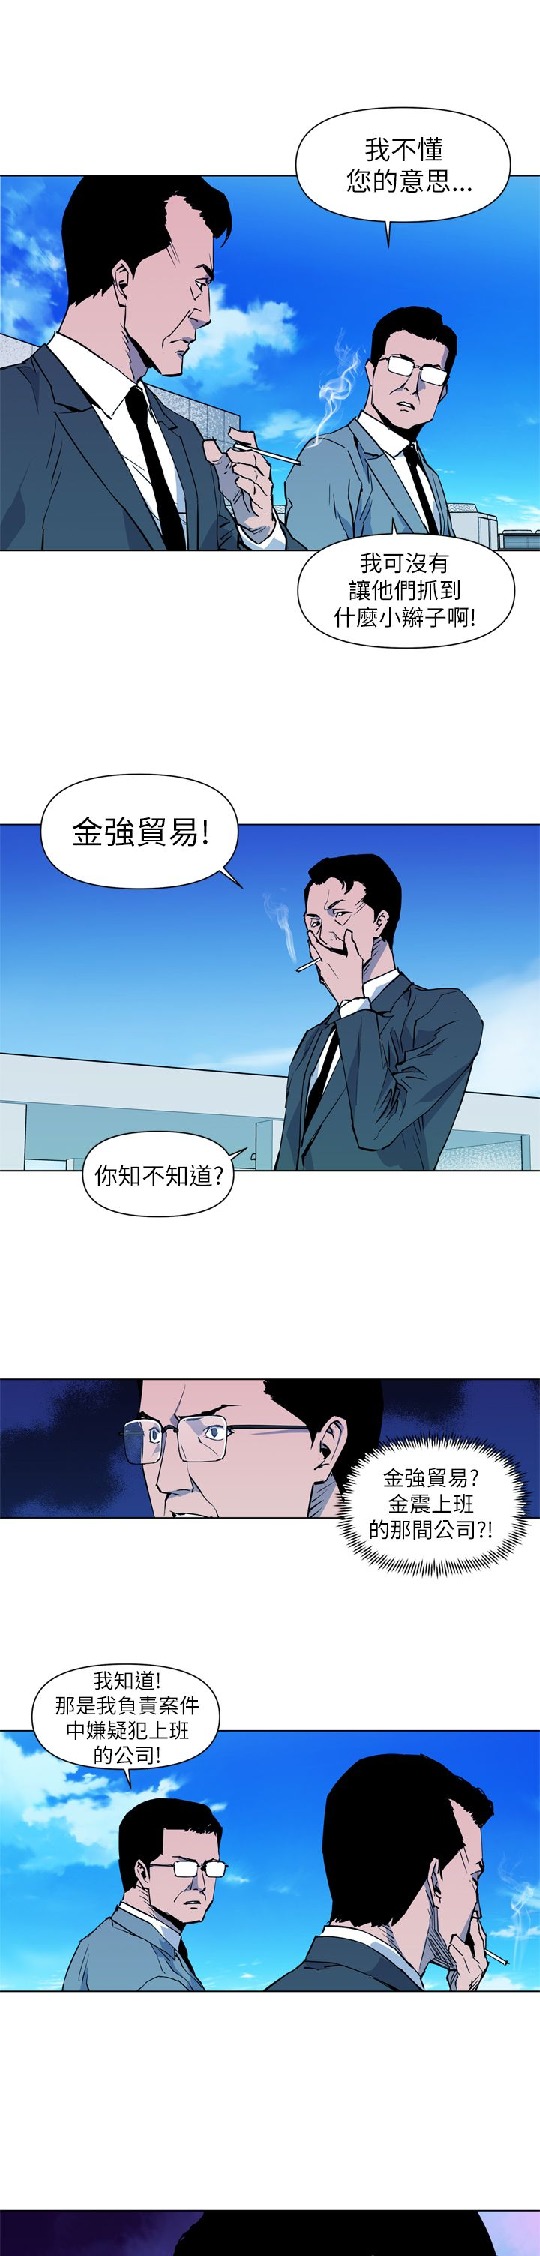 我不懂
您的意思...
我可沒有
讓他們抓到
什麼小辮子啊!
金強貿易!
你知不知道?
金強貿易?
金震上班
的那間公司?!
我知道!
那是我負責案件
中嫌疑犯上班
的公司!